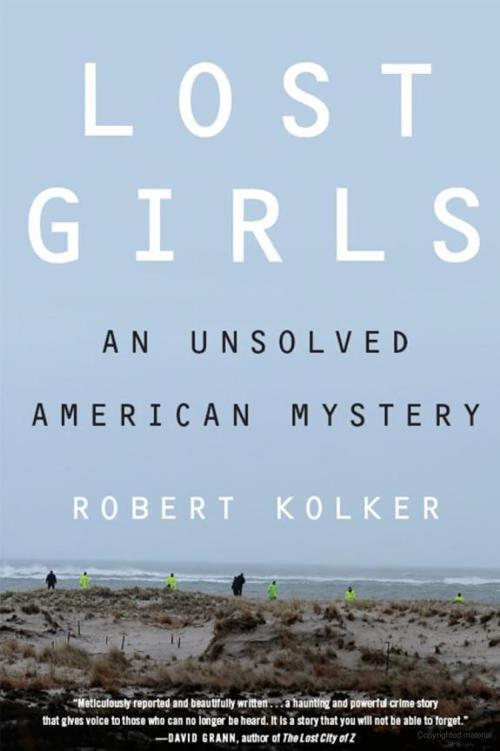 LOST
GIRLS
AN UNSOLVED
AMERICAN MYSTERY
ROBERT KOLKER
"Meticulously reported and beautifully written . . . a haunting and powerful crime story
that gives voice to those who can no longer be heard. It is a story that you will not be able to forget."
—DAVID GRANN, author of The Lost City of Z
Copyrighted material